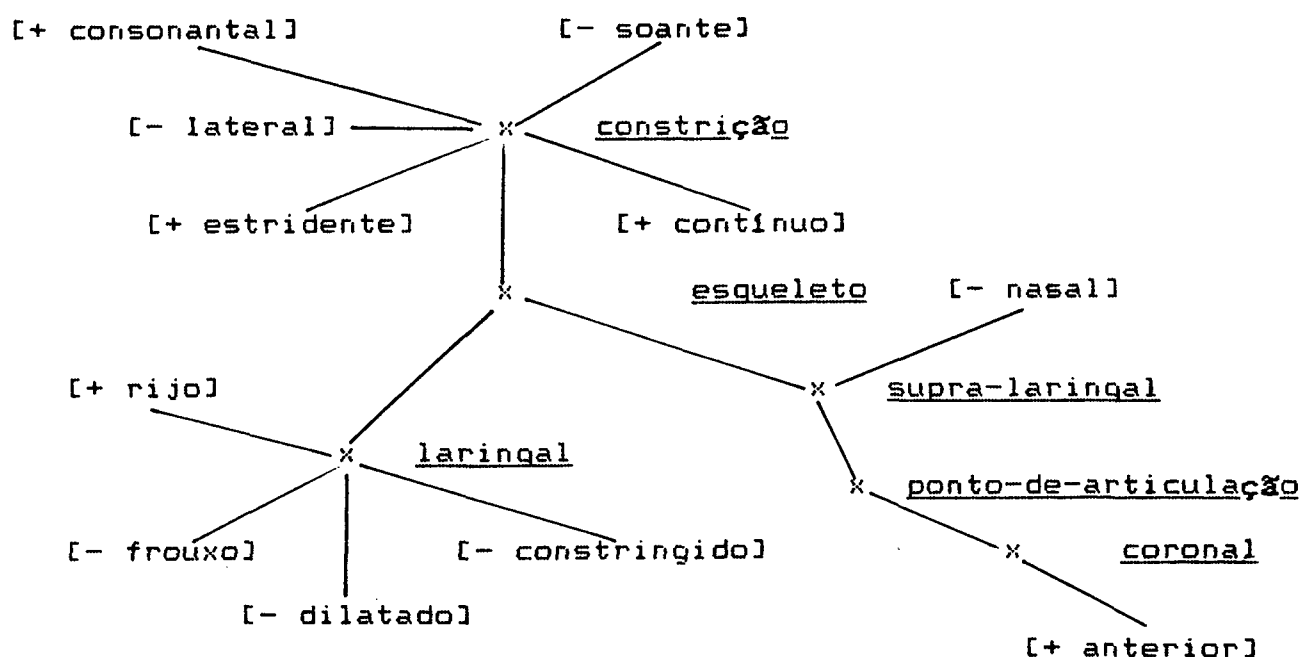 [+ consonantal] [- soante]
[- lateral] x constrição
[+ estridente] [+ contínuo]
x esqueleto [- nasal]
[+ rijo] x supra-laringal
x laringal
x ponto-de-articulação
[- frouxo] [- constringido] x coronal
[- dilatado]
[+ anterior]